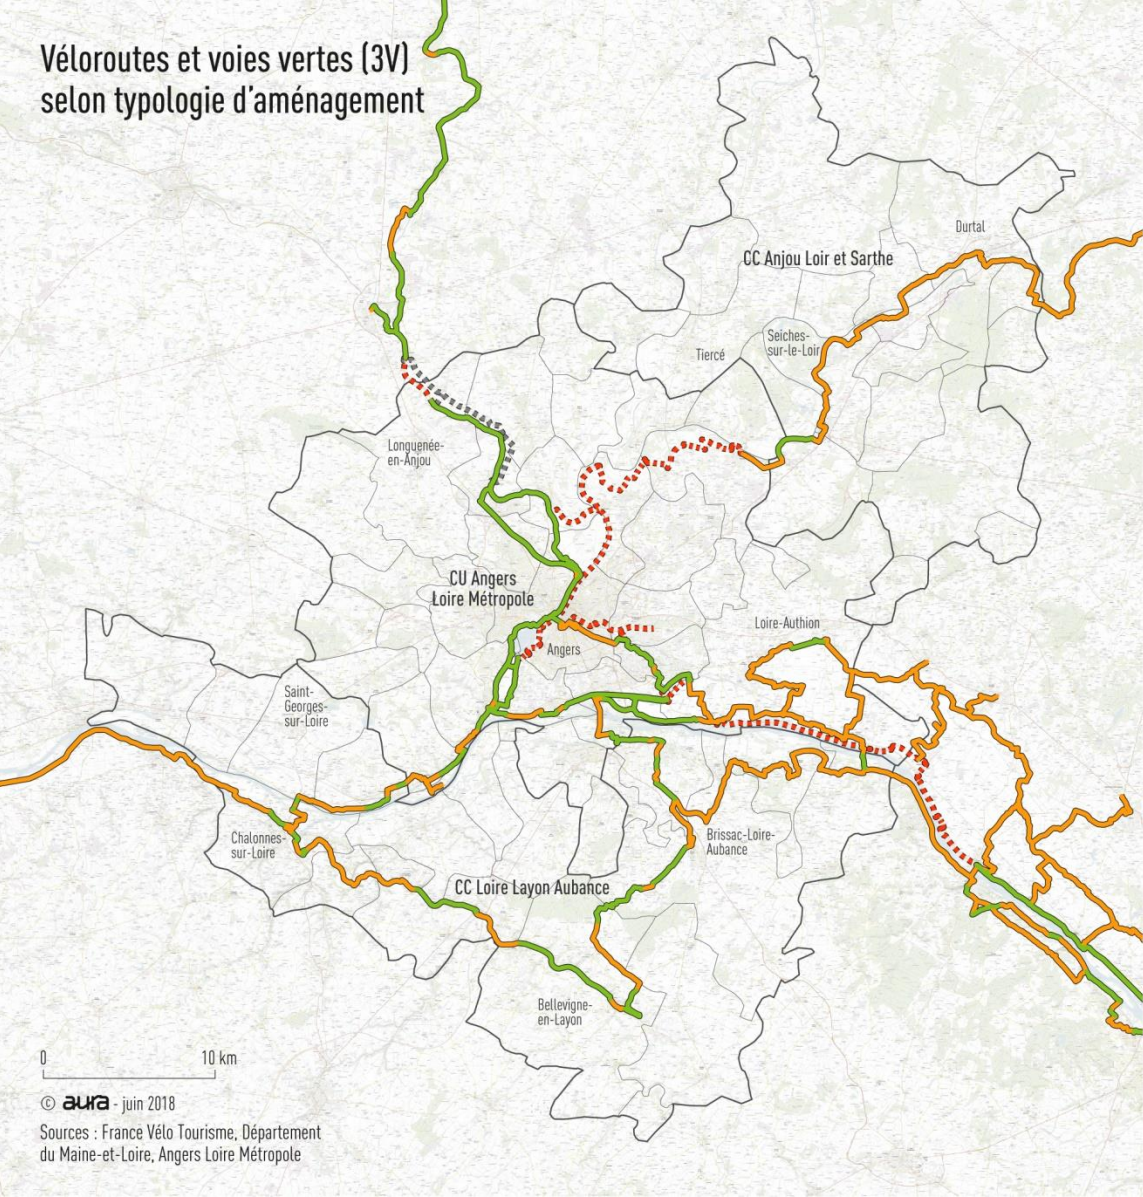 Véloroutes et voies vertes (3V)
selon typologie d'aménagement
Durtal
CC Anjou Loir et Sarthe
Seiches-
sur-le-Loir
Tiercé
Longuenée-
en-Anjou
CU Angers
Loire Métropole
Loire-Authion
Angers
Saint-
Georges-
sur-Loire
Chalonnes-
sur-Loire
Brissac-Loire-
Aubance
CC Loire Layon Aubance
Bellevigne-
en-Layon
0 10 km
© aura - juin 2018
Sources : France Vélo Tourisme, Département
du Maine-et-Loire, Angers Loire Métropole